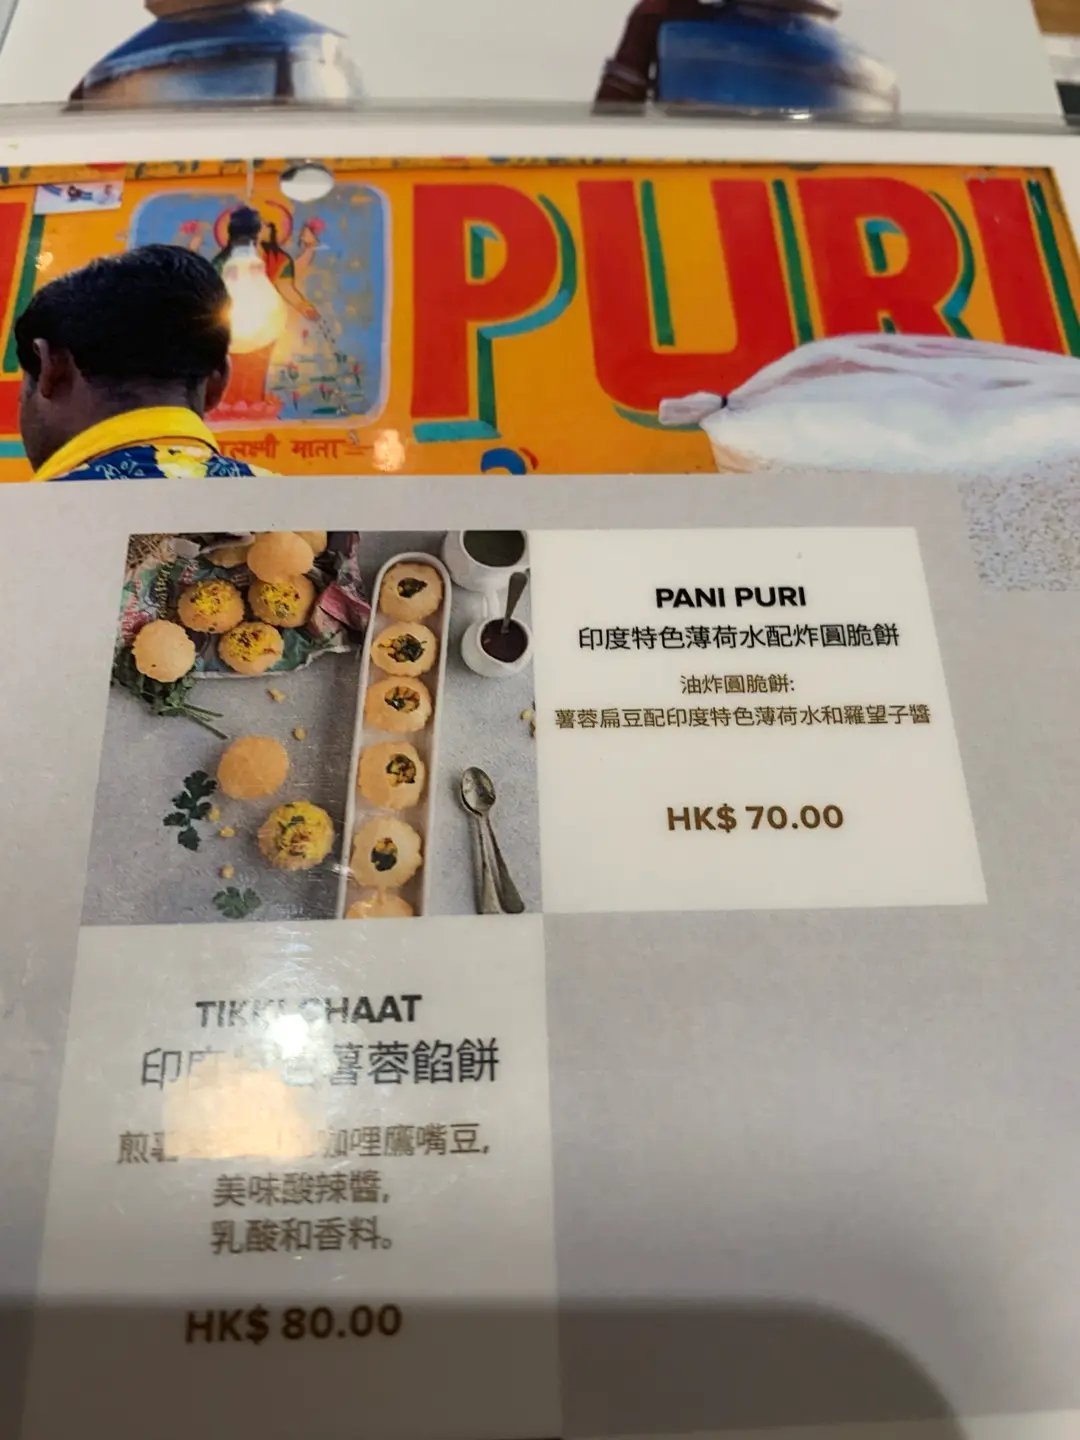 PURI
लक्ष्मी माता
PANI PURI
印度特色薄荷水配炸圓脆餅
油炸圓脆餅:
薯蓉扁豆配印度特色薄荷水和羅望子醬
HK$ 70.00
TIKKI CHAAT
印度 薯蓉餡餅
煎 咖哩鷹嘴豆,
美味酸辣醬,
乳酸和香料。
HK$ 80.00